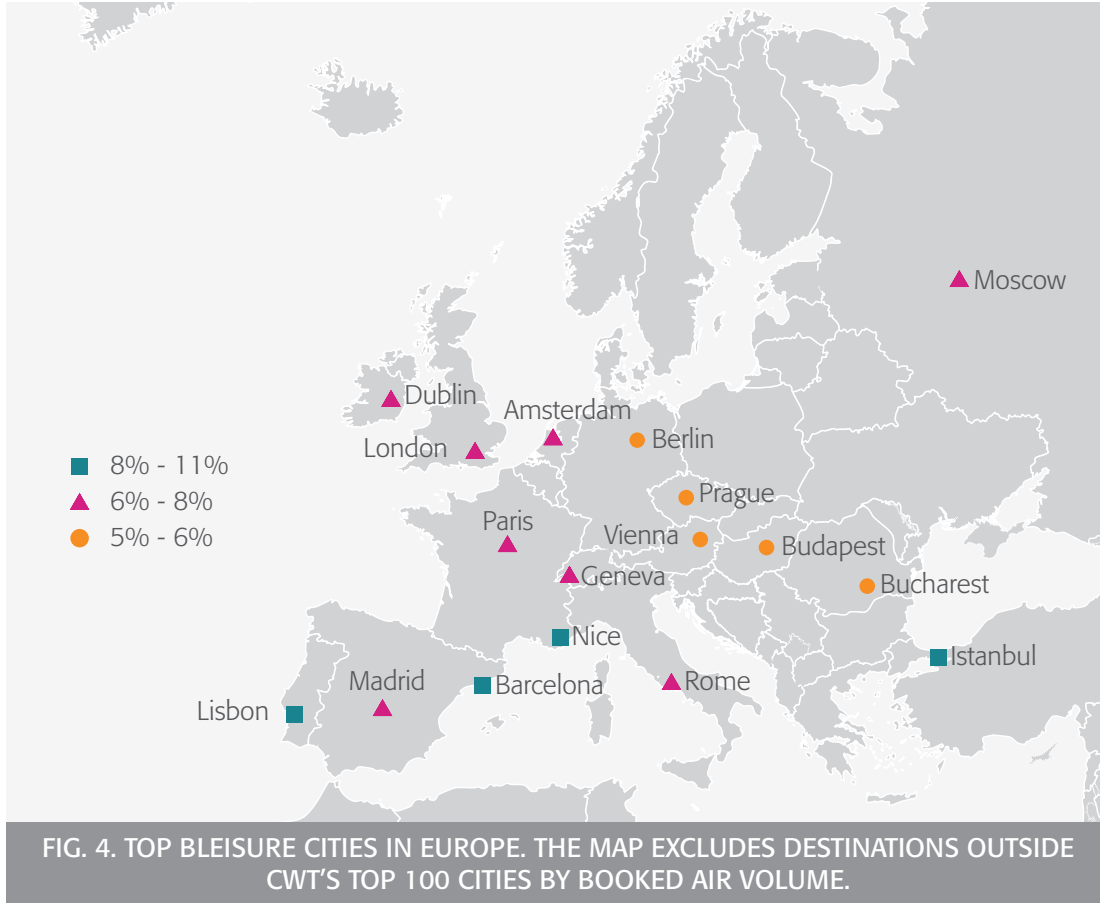 Moscow
Dublin
Amsterdam
London
Berlin
8% - 11%
6% - 8%
5% - 6%
Prague
Paris
Vienna
Budapest
Geneva
Bucharest
Nice
Istanbul
Madrid
Barcelona
Rome
Lisbon
FIG. 4. TOP BLEISURE CITIES IN EUROPE. THE MAP EXCLUDES DESTINATIONS OUTSIDE
CWT'S TOP 100 CITIES BY BOOKED AIR VOLUME.